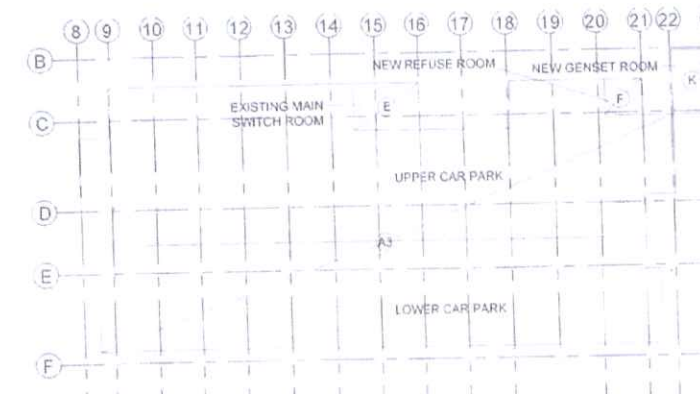 8 9 10 11 12 13 14 15 16 17 18 19 20 21 22
B
NEW REFUSE ROOM
NEW GENSET ROOM
K
EXISTING MAIN
SWITCH ROOM
E
F
C
UPPER CAR PARK
D
A3
E
LOWER CAR PARK
F